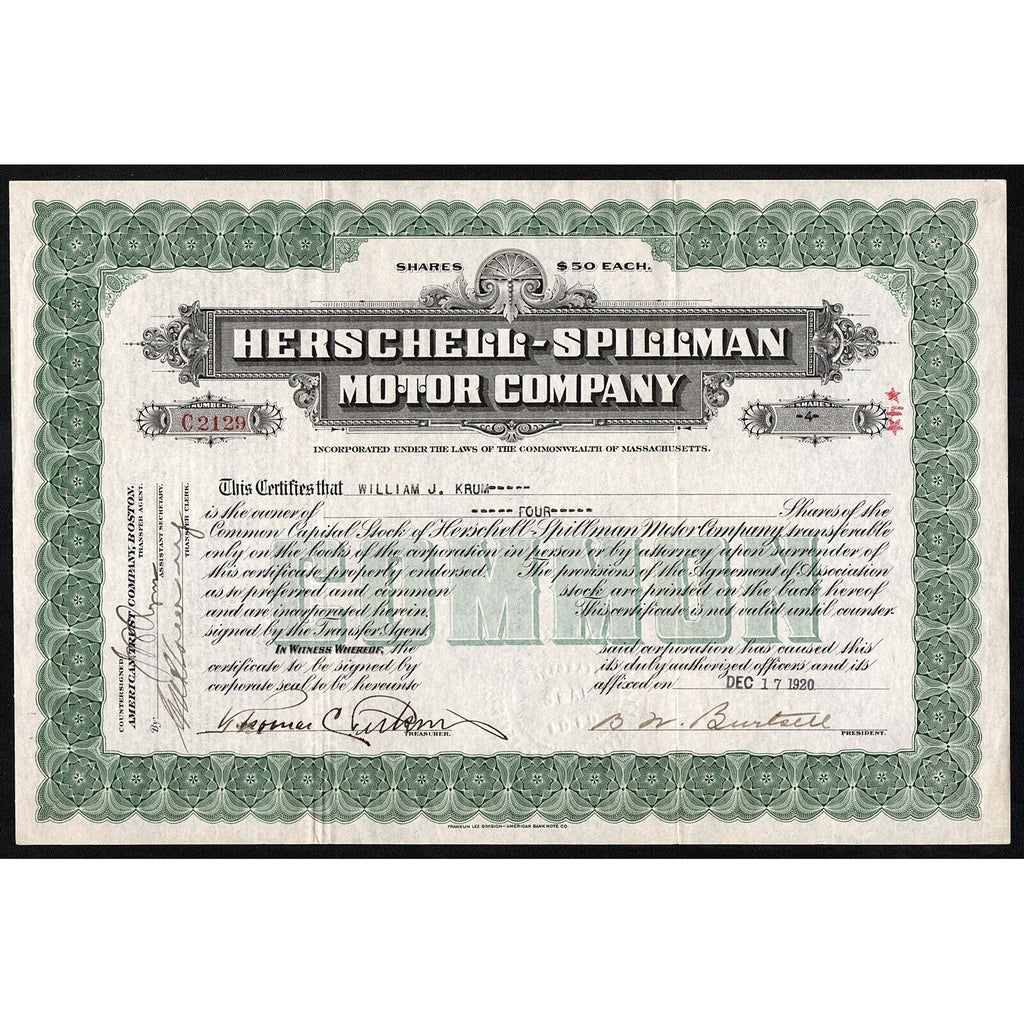 SHARES $50 EACH.
HERSCHELL-SPILLMAN
MOTOR COMPANY
NUMBER
C2129
SHARES
-4-
INCORPORATED UNDER THE LAWS OF THE COMMONWEALTH OF MASSACHUSETTS.
This Certifies that WILLIAM J. KRUM-----
is the owner of ----- FOUR----- Shares of the
Common Capital Stock of Herschell-Spillman Motor Company transferable
only on the books of the corporation in person or by attorney upon surrender of
this certificate properly endorsed. The provisions of the Agreement of Association
as to preferred and common stock are printed on the back hereof
and are incorporated herein. This certificate is not valid until counter-
signed by the Transfer Agent.
COMMON
IN WITNESS WHEREOF, the said corporation has caused this
certificate to be signed by its duly authorized officers and its
corporate seal to be hereunto affixed on DEC 17 1920
Thomas C. Perkins
TREASURER.
B. W. Burtsell
PRESIDENT.
COUNTERSIGNED
AMERICAN TRUST COMPANY, BOSTON.
TRANSFER AGENT.
ASSISTANT SECRETARY.
By
TRANSFER CLERK.
FRANKLIN LEE DIVISION - AMERICAN BANK NOTE CO.